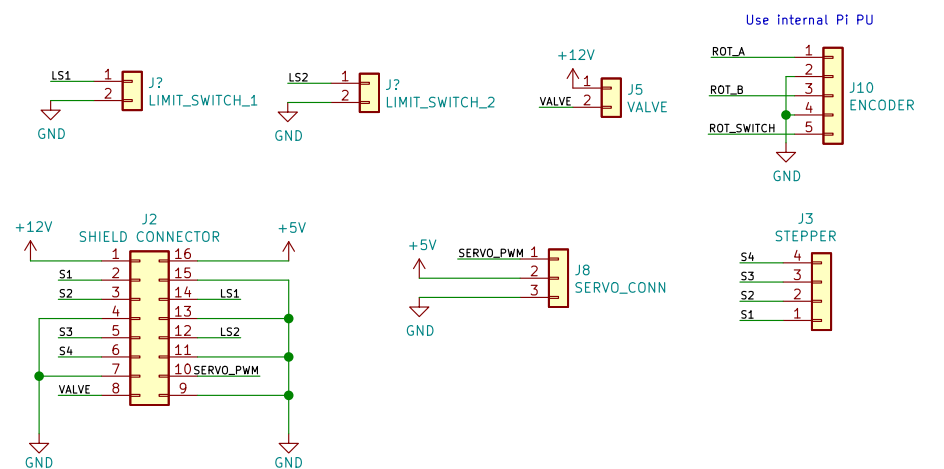 Use internal Pi PU
LS1
1
2
GND
J?
LIMIT_SWITCH_1
LS2
1
2
GND
J?
LIMIT_SWITCH_2
+12V
1
VALVE
2
J5
VALVE
ROT_A
1
2
ROT_B
3
4
ROT_SWITCH
5
GND
J10
ENCODER
J2
SHIELD CONNECTOR
+12V
+5V
1
16
S1
2
15
S2
3
14
LS1
4
13
S3
5
12
LS2
S4
6
11
7
10
SERVO_PWM
VALVE
8
9
GND
GND
+5V
SERVO_PWM
1
2
3
GND
J8
SERVO_CONN
J3
STEPPER
S4
4
S3
3
S2
2
S1
1